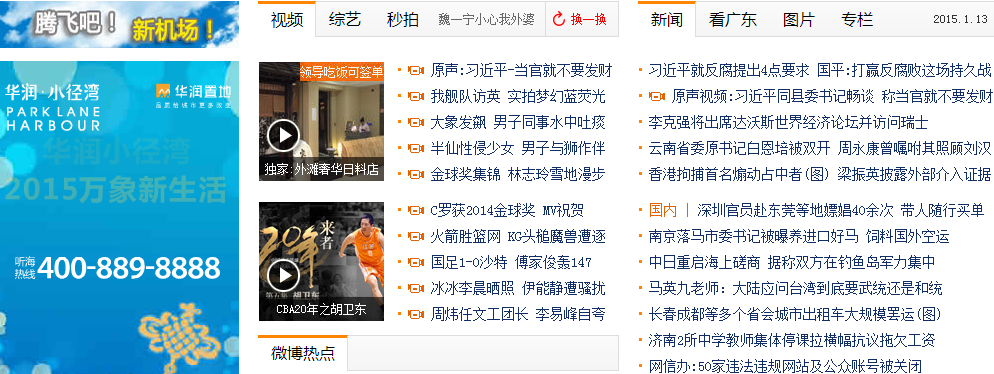 腾飞吧！ 新机场！
华润·小径湾
PARK LANE
HARBOUR
华润置地
品质给城市更多改变
华润小径湾
2015万象新生活
听海热线 400-889-8888
视频 综艺 秒拍 魏一宁小心我外婆 换一换
领导吃饭可签单
独家:外滩奢华日料店
原声:习近平-当官就不要发财
我舰队访英 实拍梦幻蓝荧光
大象发飙 男子同事水中吐痰
半仙性侵少女 男子与狮作伴
金球奖集锦 林志玲雪地漫步
20年 来者
第五集 胡卫东
CBA20年之胡卫东
C罗获2014金球奖 MV祝贺
火箭胜篮网 KG头槌魔兽遭逐
国足1-0沙特 傅家俊轰147
冰冰李晨晒照 伊能静遭骚扰
周炜任文工团长 李易峰自夸
微博热点
新闻 看广东 图片 专栏 2015.1.13
习近平就反腐提出4点要求 国平:打赢反腐败这场持久战
原声视频:习近平同县委书记畅谈 称当官就不要发财
李克强将出席达沃斯世界经济论坛并访问瑞士
云南省委原书记白恩培被双开 周永康曾嘱咐其照顾刘汉
香港拘捕首名煽动占中者(图) 梁振英披露外部介入证据
国内 | 深圳官员赴东莞等地嫖娼40余次 带人随行买单
南京落马市委书记被曝养进口好马 饲料国外空运
中日重启海上磋商 据称双方在钓鱼岛军力集中
马英九老师：大陆应问台湾到底要武统还是和统
长春成都等多个省会城市出租车大规模罢运(图)
济南2所中学教师集体停课拉横幅抗议拖欠工资
网信办:50家违法违规网站及公众账号被关闭